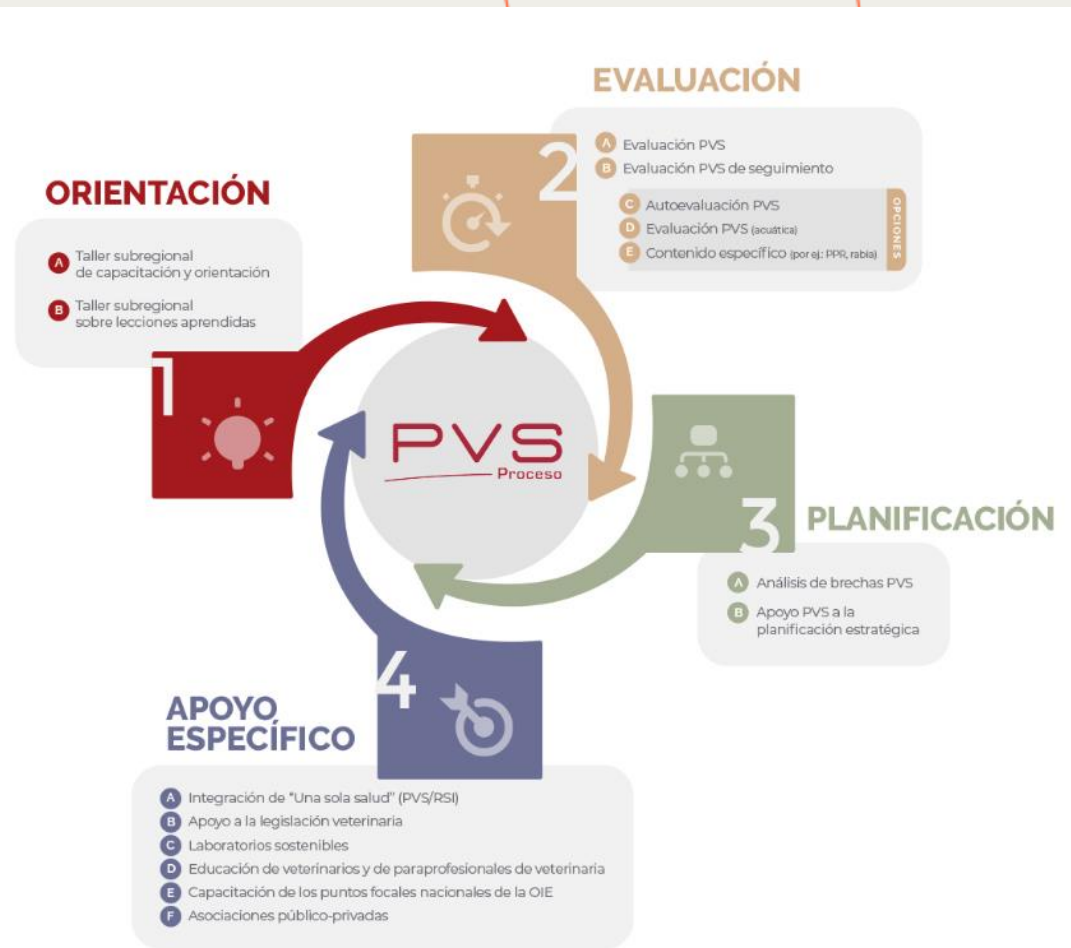 EVALUACIÓN
2
A Evaluación PVS
B Evaluación PVS de seguimiento
C Autoevaluación PVS
D Evaluación PVS (acuática)
E Contenido específico (por ej.: PPR, rabia)
OPCIONES
ORIENTACIÓN
A Taller subregional
de capacitación y orientación
B Taller subregional
sobre lecciones aprendidas
1
PVS
Proceso
3
PLANIFICACIÓN
A Análisis de brechas PVS
B Apoyo PVS a la
planificación estratégica
4
APOYO
ESPECÍFICO
A Integración de "Una sola salud" (PVS/RSI)
B Apoyo a la legislación veterinaria
C Laboratorios sostenibles
D Educación de veterinarios y de paraprofesionales de veterinaria
E Capacitación de los puntos focales nacionales de la OIE
F Asociaciones público-privadas